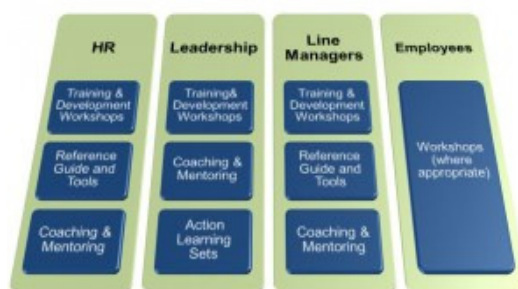 HR
Training &
Development
Workshops
Reference
Guide and
Tools
Coaching &
Mentoring
Leadership
Training&
Development
Workshops
Coaching &
Mentoring
Action
Learning
Sets
Line
Managers
Training &
Development
Workshops
Reference
Guide and
Tools
Coaching &
Mentoring
Employees
Workshops
(where
appropriate)